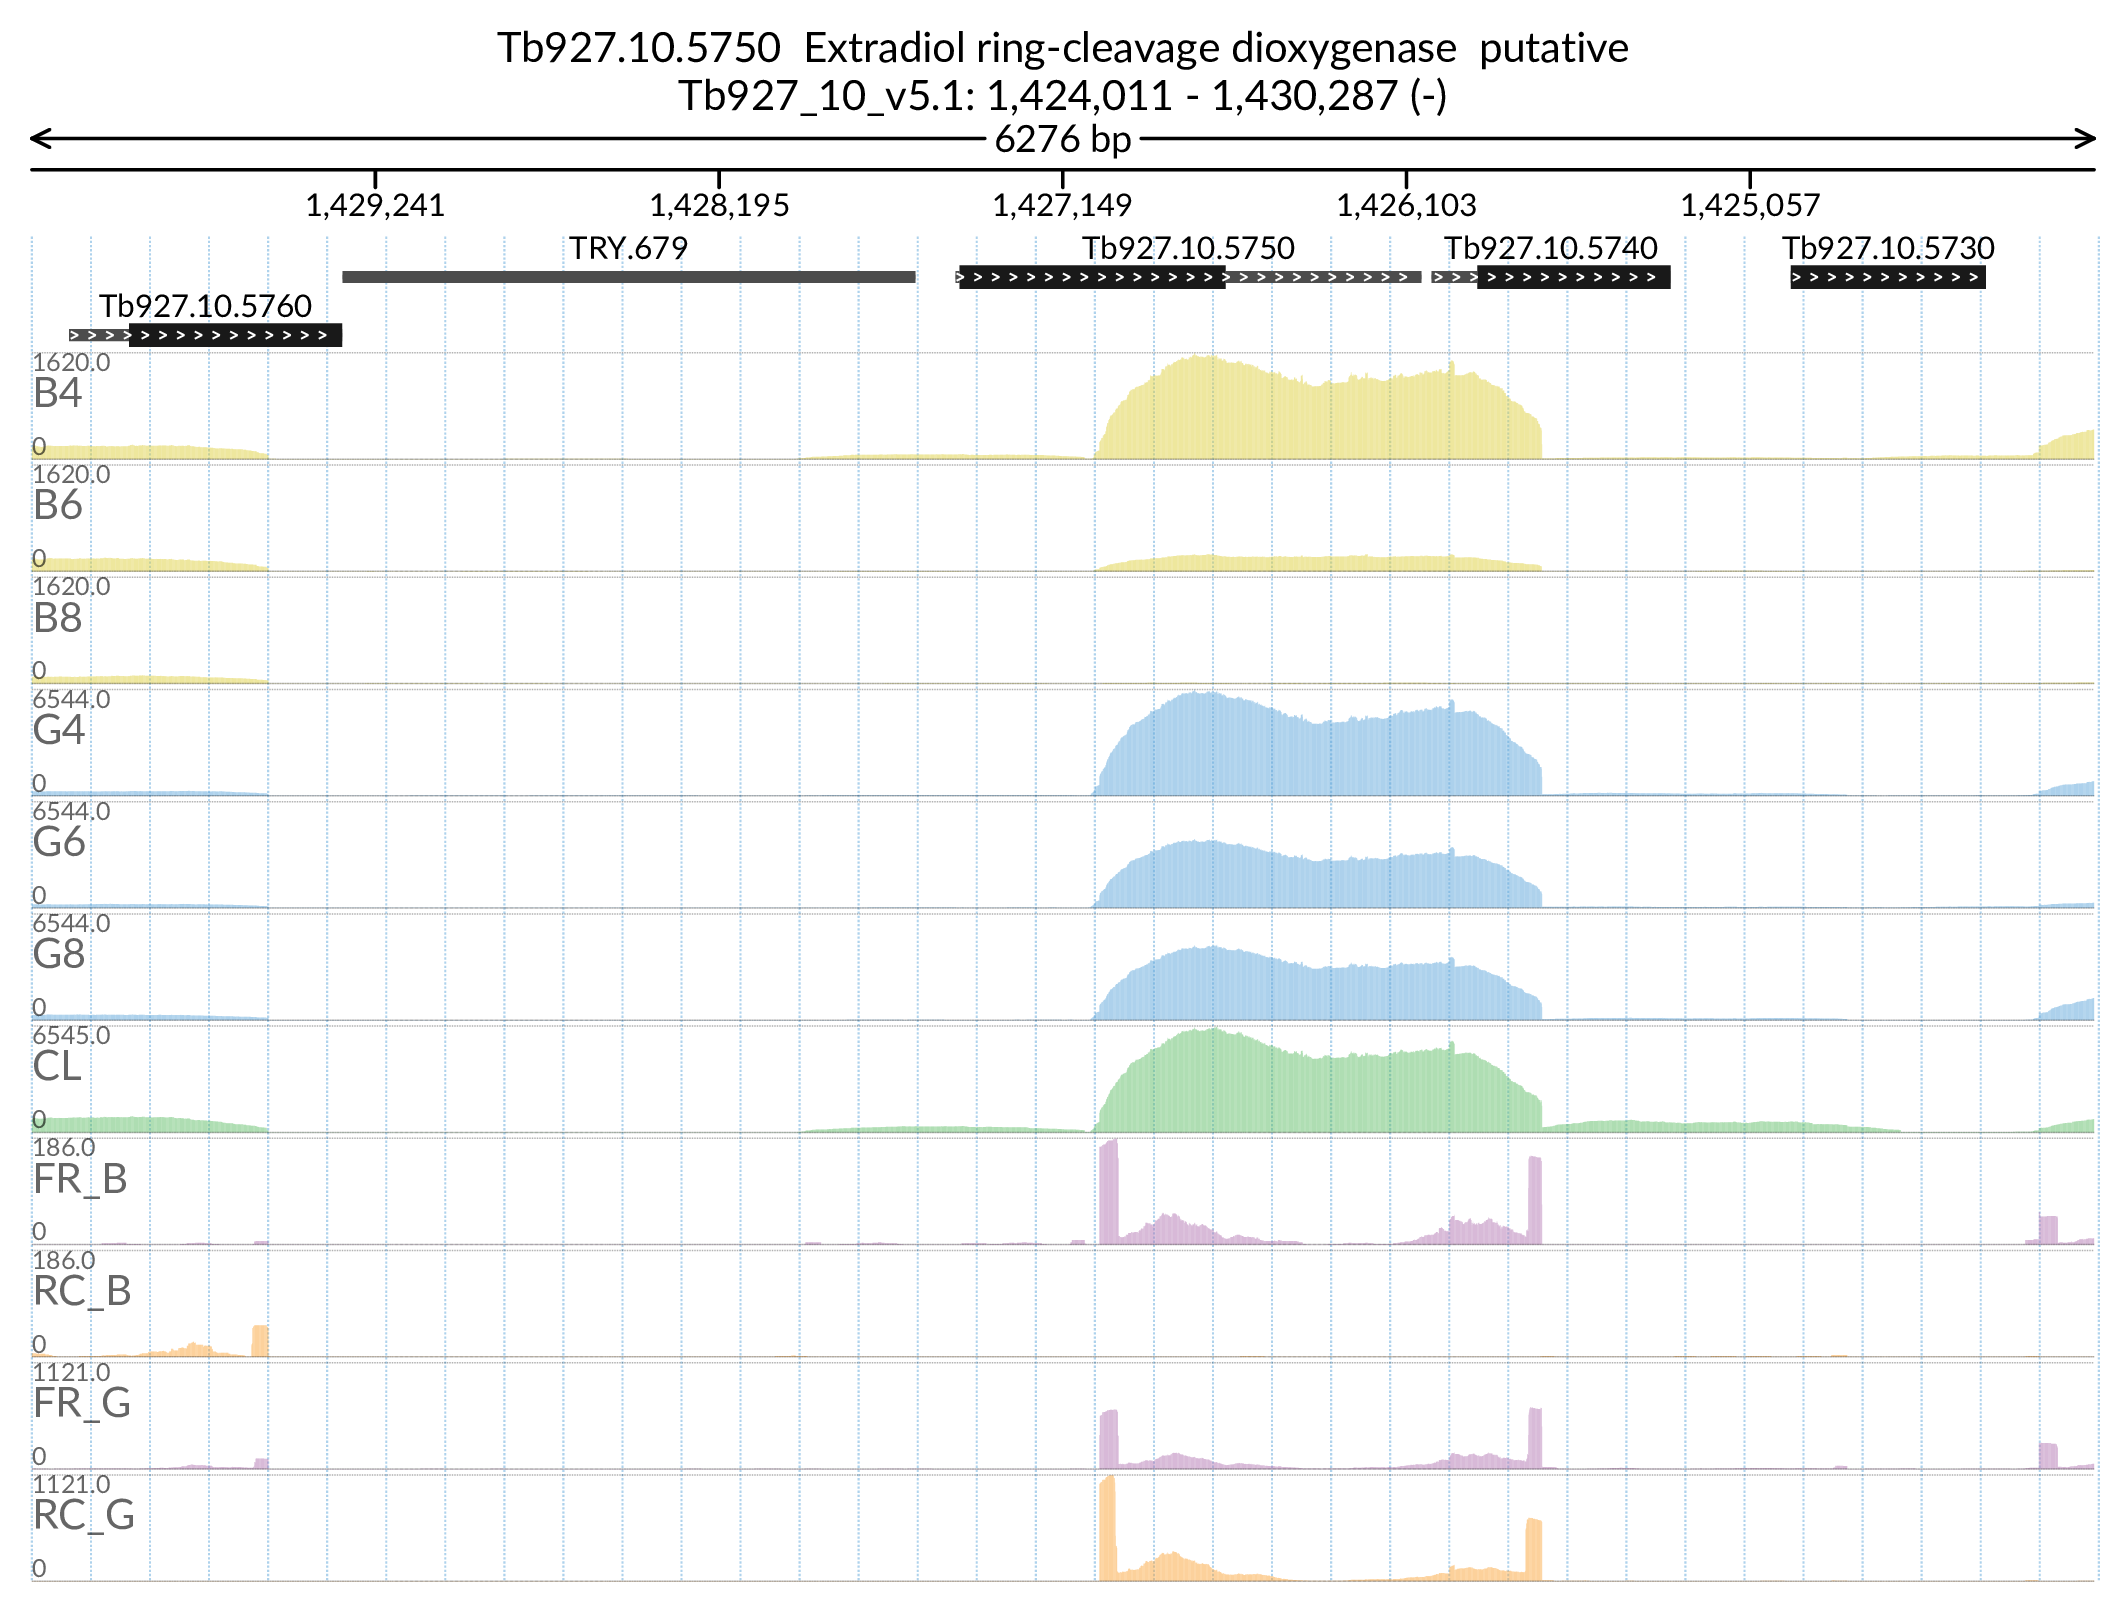 Tb927.10.5750  Extradiol ring-cleavage dioxygenase  putative
Tb927_10_v5.1: 1,424,011 - 1,430,287 (-)
6276 bp
1,429,241 1,428,195 1,427,149 1,426,103 1,425,057
TRY.679 Tb927.10.5750 Tb927.10.5740 Tb927.10.5730
Tb927.10.5760
1620.0
B4
0
1620.0
B6
0
1620.0
B8
0
6544.0
G4
0
6544.0
G6
0
6544.0
G8
0
6545.0
CL
0
186.0
FR_B
0
186.0
RC_B
0
1121.0
FR_G
0
1121.0
RC_G
0